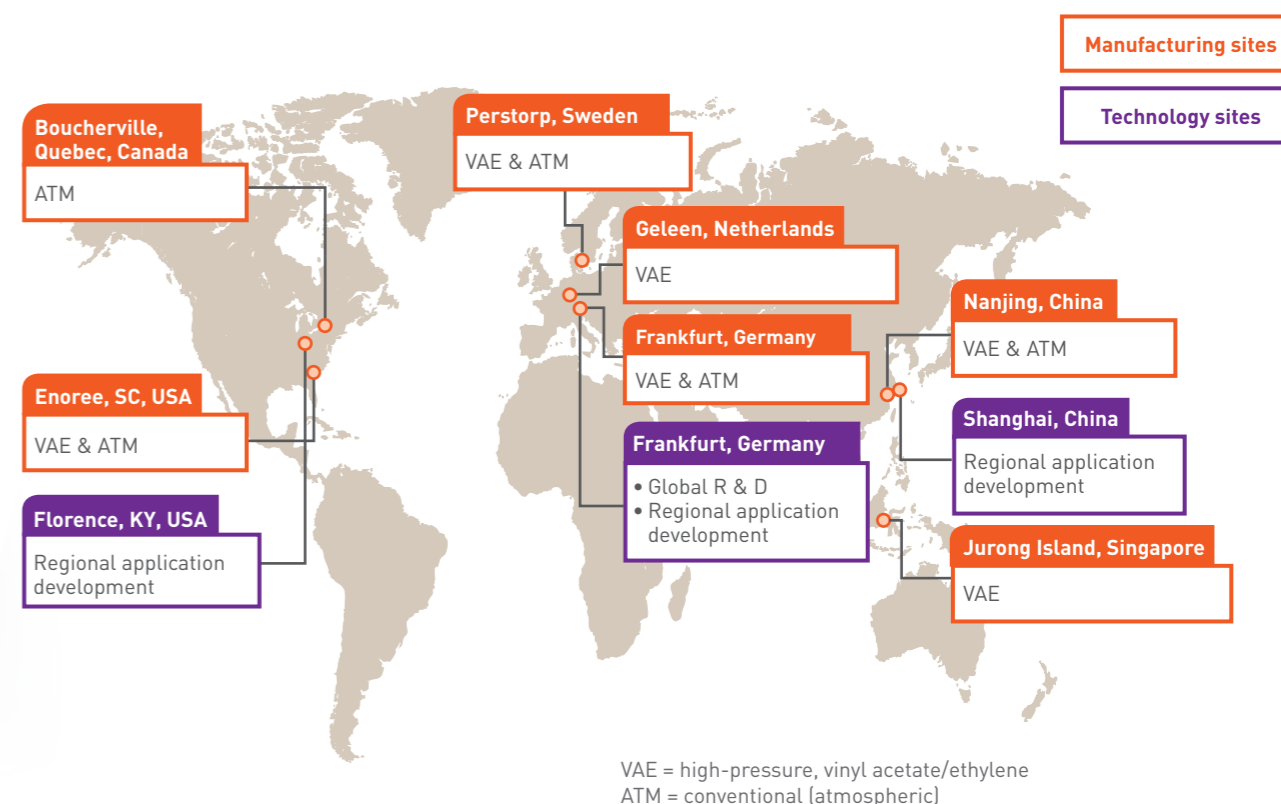 Manufacturing sites
Technology sites
Boucherville,
Quebec, Canada
ATM
Perstorp, Sweden
VAE & ATM
Geleen, Netherlands
VAE
Frankfurt, Germany
VAE & ATM
Nanjing, China
VAE & ATM
Enoree, SC, USA
VAE & ATM
Frankfurt, Germany
• Global R & D
• Regional application
development
Shanghai, China
Regional application
development
Florence, KY, USA
Regional application
development
Jurong Island, Singapore
VAE
VAE = high-pressure, vinyl acetate/ethylene
ATM = conventional (atmospheric)